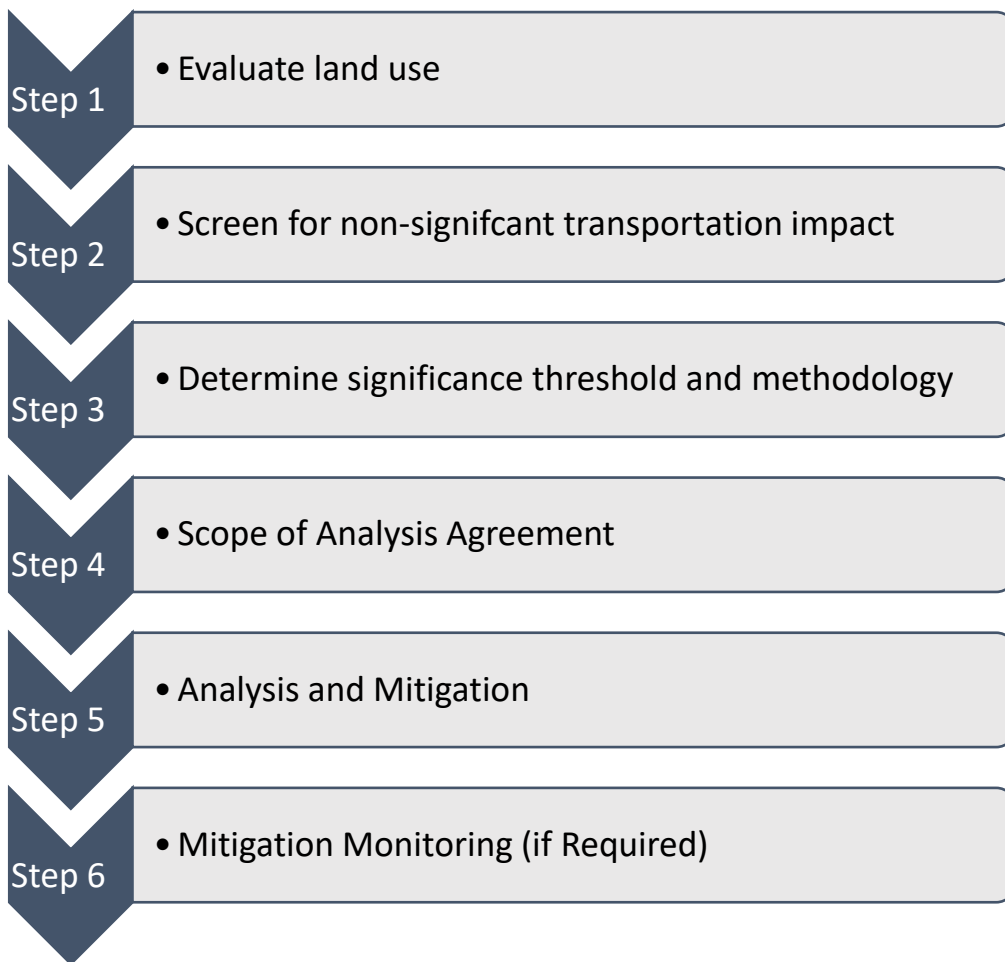 Step 1
• Evaluate land use
Step 2
• Screen for non-signifcant transportation impact
Step 3
• Determine significance threshold and methodology
Step 4
• Scope of Analysis Agreement
Step 5
• Analysis and Mitigation
Step 6
• Mitigation Monitoring (if Required)